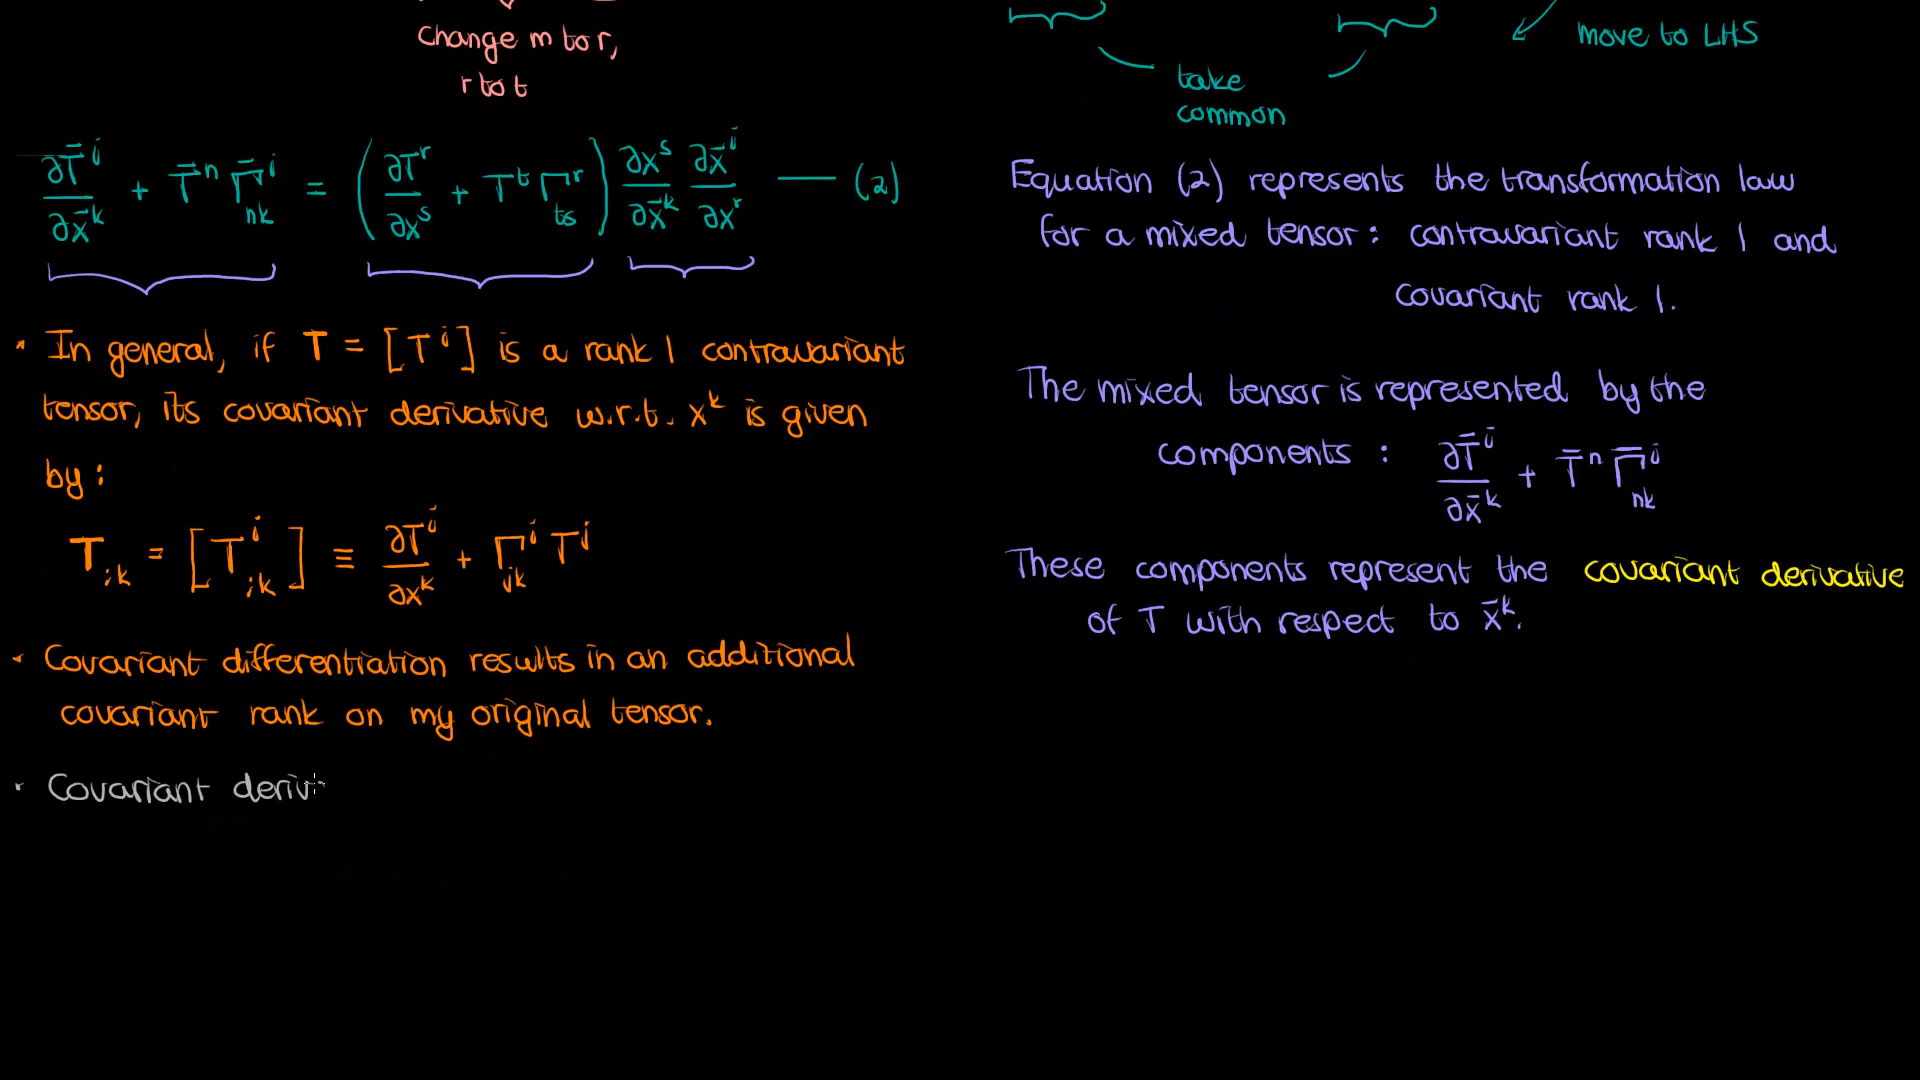 change m to r,
r to t
∂T̄ⁱ/∂x̄ᵏ + T̄ⁿ Γ̄ⁱₙₖ = (∂Tʳ/∂xˢ + Tᵗ Γʳₜₛ) ∂xˢ/∂x̄ᵏ ∂x̄ⁱ/∂xʳ — (2)
• In general, if T = [Tⁱ] is a rank 1 contravariant
tensor, its covariant derivative w.r.t. xᵏ is given
by:
T;ₖ = [Tⁱ;ₖ] ≡ ∂Tⁱ/∂xᵏ + Γⁱⱼₖ Tʲ
• Covariant differentiation results in an additional
covariant rank on my original tensor.
• Covariant deriv
move to LHS
take
common
Equation (2) represents the transformation law
for a mixed tensor: contravariant rank 1 and
covariant rank 1.
The mixed tensor is represented by the
components : ∂T̄ⁱ/∂x̄ᵏ + T̄ⁿ Γ̄ⁱₙₖ
These components represent the covariant derivative
of T with respect to x̄ᵏ.